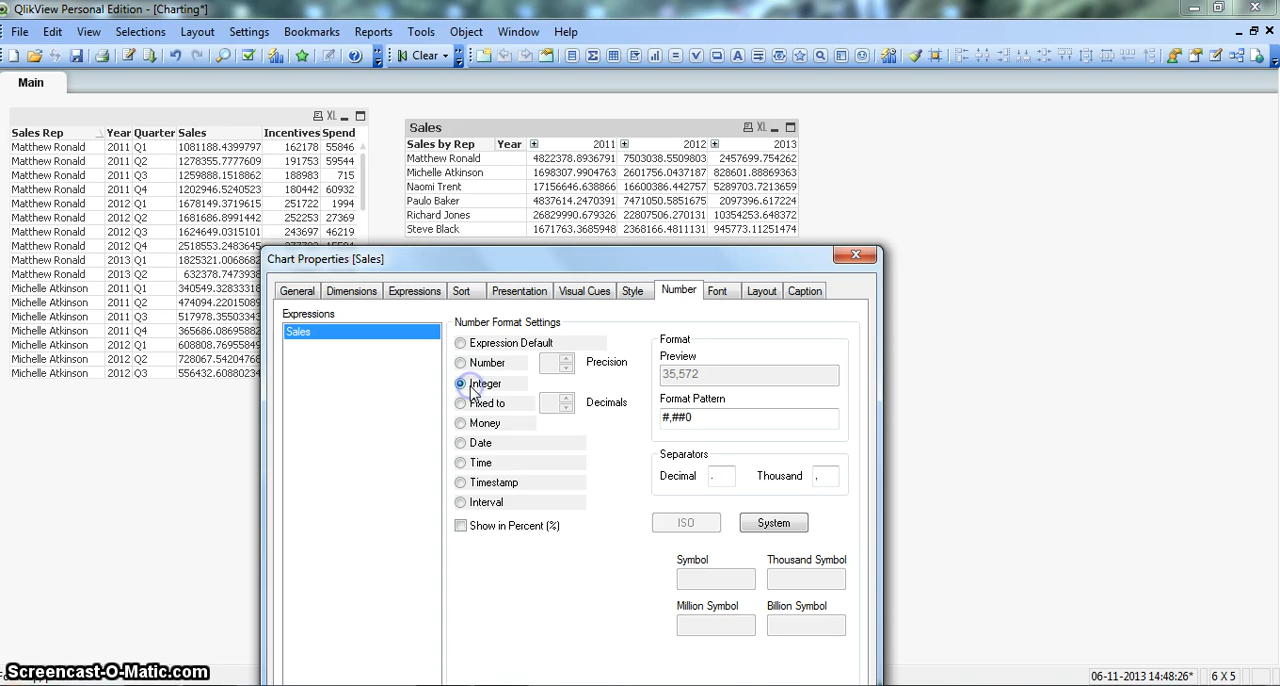 QlikView Personal Edition - [Charting*]
File Edit View Selections Layout Settings Bookmarks Reports Tools Object Window Help
Clear
Main
XL
Sales Rep Year Quarter Sales Incentives Spend
Matthew Ronald 2011 Q1 1081188.4399797 162178 55846
Matthew Ronald 2011 Q2 1278355.7777609 191753 59544
Matthew Ronald 2011 Q3 1259888.1518862 188983 715
Matthew Ronald 2011 Q4 1202946.5240523 180442 60932
Matthew Ronald 2012 Q1 1678149.3719615 251722 1994
Matthew Ronald 2012 Q2 1681686.8991442 252253 27369
Matthew Ronald 2012 Q3 1624649.0315101 243697 46219
Matthew Ronald 2012 Q4 2518553.2483645
Matthew Ronald 2013 Q1 1825321.0068682
Matthew Ronald 2013 Q2 632378.7473938
Michelle Atkinson 2011 Q1 340549.32833318
Michelle Atkinson 2011 Q2 474094.22015089
Michelle Atkinson 2011 Q3 517978.35503343
Michelle Atkinson 2011 Q4 365686.08695882
Michelle Atkinson 2012 Q1 608808.76955849
Michelle Atkinson 2012 Q2 728067.54204768
Michelle Atkinson 2012 Q3 556432.60880234
Sales XL
Sales by Rep Year 2011 2012 2013
Matthew Ronald 4822378.8936791 7503038.5509803 2457699.754262
Michelle Atkinson 1698307.9904763 2601756.0437187 828601.88869363
Naomi Trent 17156646.638866 16600386.442757 5289703.7213659
Paulo Baker 4837614.2470391 7471050.5851675 2097396.617224
Richard Jones 26829990.679326 22807506.270131 10354253.648372
Steve Black 1671763.3685948 2368166.4811131 945773.11251474
Chart Properties [Sales]
General Dimensions Expressions Sort Presentation Visual Cues Style Number Font Layout Caption
Expressions
Sales
Number Format Settings
Expression Default
Number Precision
Integer
Fixed to Decimals
Money
Date
Time
Timestamp
Interval
Show in Percent (%)
Format
Preview
35,572
Format Pattern
#,##0
Separators
Decimal . Thousand ,
ISO System
Symbol Thousand Symbol
Million Symbol Billion Symbol
Screencast-O-Matic.com
06-11-2013 14:48:26* 6 X 5